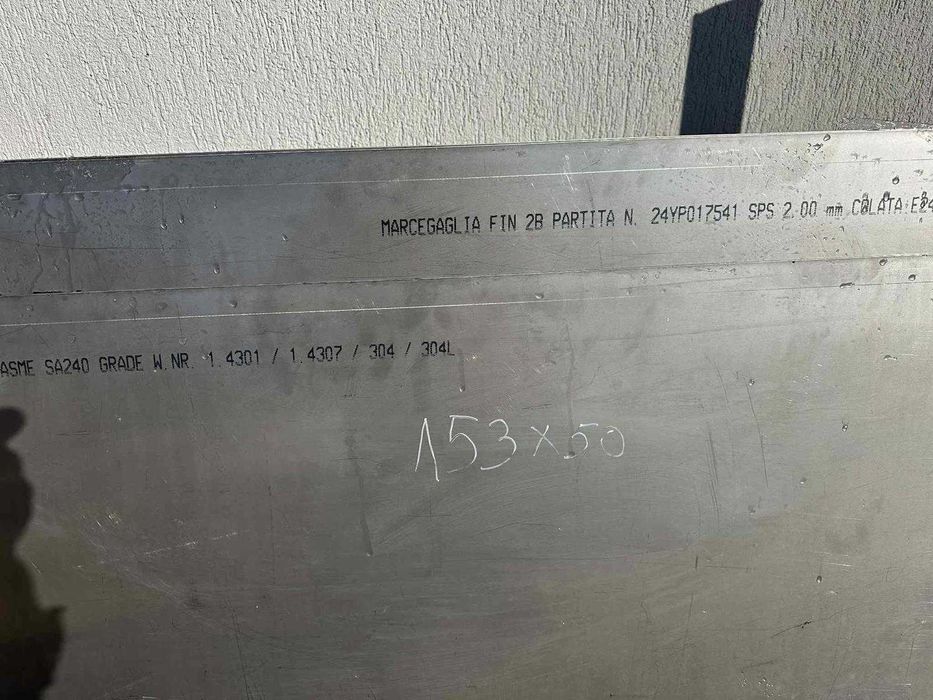 MARCEGAGLIA FIN 2B PARTITA N. 24YP017541 SPS 2.00 mm COLATA:E24
ASME SA240 GRADE W.NR. 1.4301 / 1.4307 / 304 / 304L
153x50